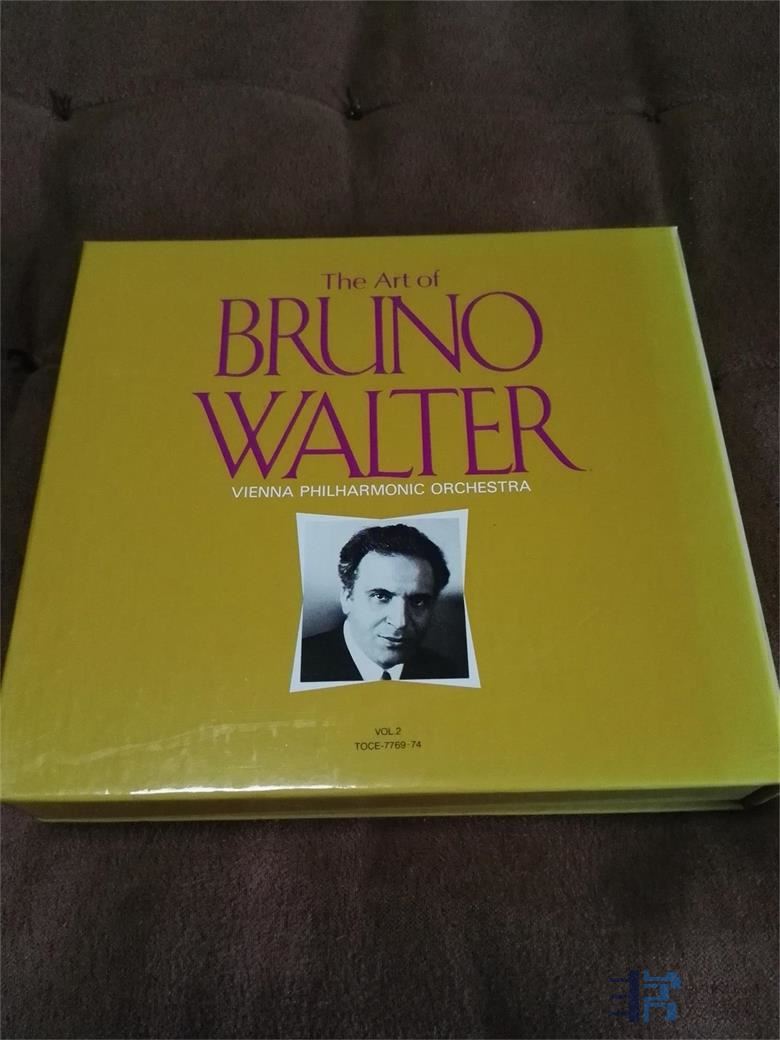 The Art of
BRUNO
WALTER
VIENNA PHILHARMONIC ORCHESTRA
VOL.2
TOCE-7769-74